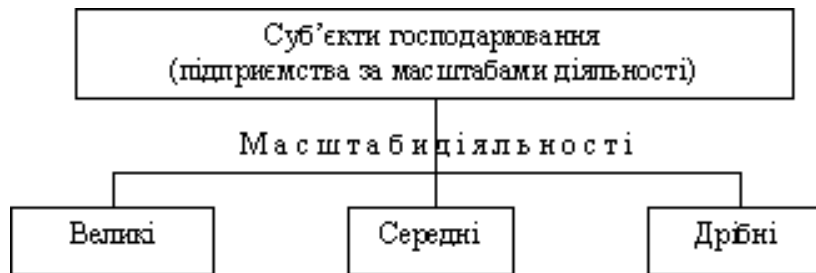 Суб’єкти господарювання
(підприємства за масштабами діяльності)
Масштаби діяльності
Великі
Середні
Дрібні